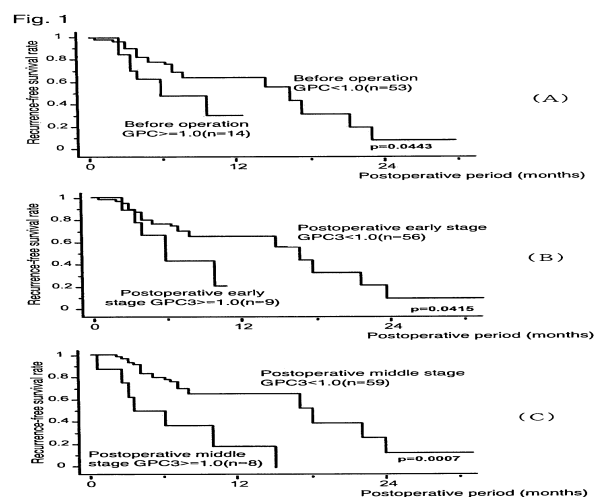 Fig. 1
Recurrence-free survival rate
1
0.8
0.6
0.4
0.2
0
Before operation
GPC<1.0(n=53)
Before operation
GPC>=1.0(n=14)
p=0.0443
(A)
0
12
24
Postoperative period (months)
Recurrence-free survival rate
1
0.8
0.6
0.4
0.2
0
Postoperative early stage
GPC3<1.0(n=56)
Postoperative early
stage GPC3>=1.0(n=9)
p=0.0415
(B)
0
12
24
Postoperative period (months)
Recurrence-free survival rate
1
0.8
0.6
0.4
0.2
0
Postoperative middle stage
GPC3<1.0(n=59)
Postoperative middle
stage GPC3>=1.0(n=8)
p=0.0007
(C)
0
12
24
Postoperative period (months)